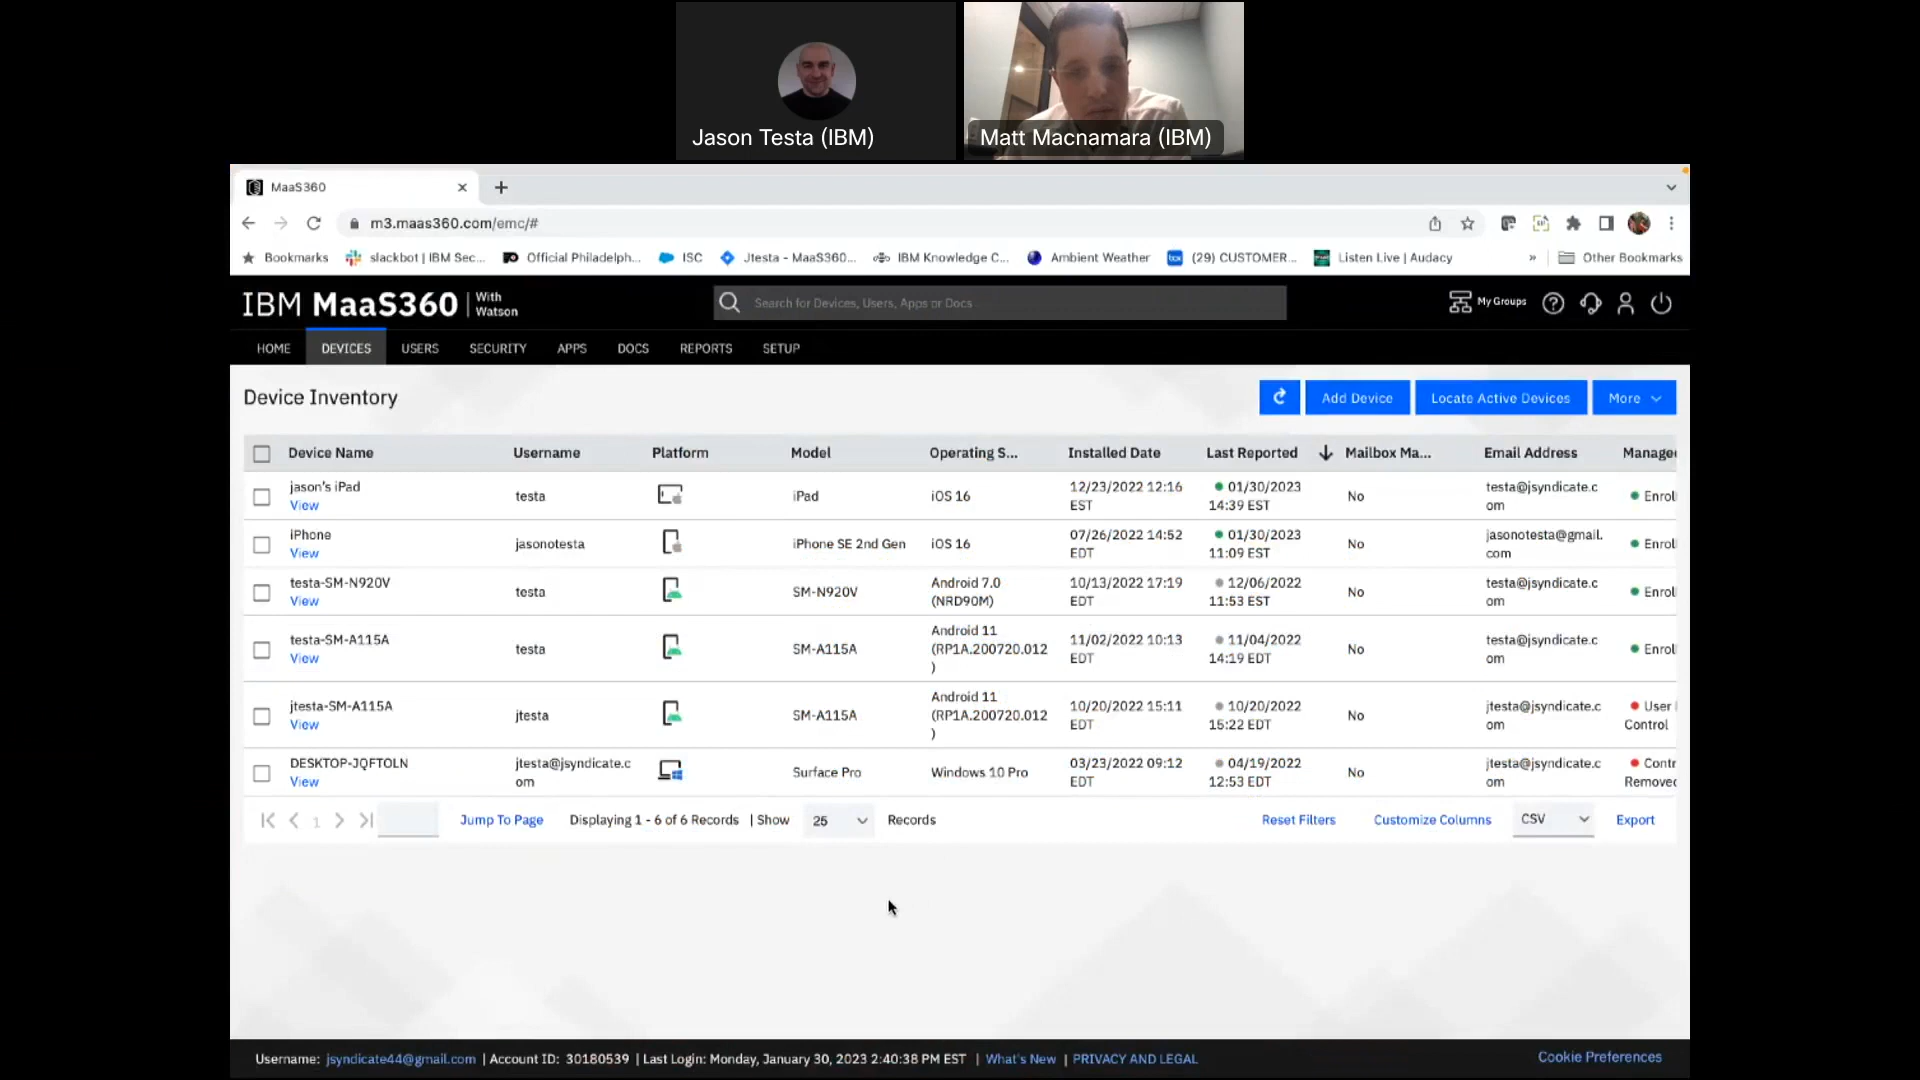 Jason Testa (IBM)
Matt Macnamara (IBM)
MaaS360
m3.maas360.com/emc/#
Bookmarks slackbot | IBM Sec... Official Philadelph... ISC Jtesta - MaaS360... IBM Knowledge C... Ambient Weather (29) CUSTOMER... Listen Live | Audacy » Other Bookmarks
IBM MaaS360 | With Watson
Search for Devices, Users, Apps or Docs
My Groups
HOME DEVICES USERS SECURITY APPS DOCS REPORTS SETUP
Device Inventory
Add Device Locate Active Devices More
Device Name Username Platform Model Operating S... Installed Date Last Reported Mailbox Ma... Email Address Manage
jason's iPad testa iPad iOS 16 12/23/2022 12:16 01/30/2023 No testa@jsyndicate.c Enrol
View EST 14:39 EST om
iPhone jasonotesta iPhone SE 2nd Gen iOS 16 07/26/2022 14:52 01/30/2023 No jasonotesta@gmail. Enrol
View EDT 11:09 EST com
testa-SM-N920V testa SM-N920V Android 7.0 10/13/2022 17:19 12/06/2022 No testa@jsyndicate.c Enrol
View (NRD90M) EDT 11:53 EST om
testa-SM-A115A testa SM-A115A Android 11 11/02/2022 10:13 11/04/2022 No testa@jsyndicate.c Enrol
View (RP1A.200720.012 EDT 14:19 EDT om
)
jtesta-SM-A115A jtesta SM-A115A Android 11 10/20/2022 15:11 10/20/2022 No jtesta@jsyndicate.c User
View (RP1A.200720.012 EDT 15:22 EDT om Control
)
DESKTOP-JQFTOLN jtesta@jsyndicate.c Surface Pro Windows 10 Pro 03/23/2022 09:12 04/19/2022 No jtesta@jsyndicate.c Contr
View om EDT 12:53 EDT om Remove
1 Jump To Page Displaying 1 - 6 of 6 Records | Show 25 Records Reset Filters Customize Columns CSV Export
Username: jsyndicate44@gmail.com | Account ID: 30180539 | Last Login: Monday, January 30, 2023 2:40:38 PM EST | What's New | PRIVACY AND LEGAL Cookie Preferences